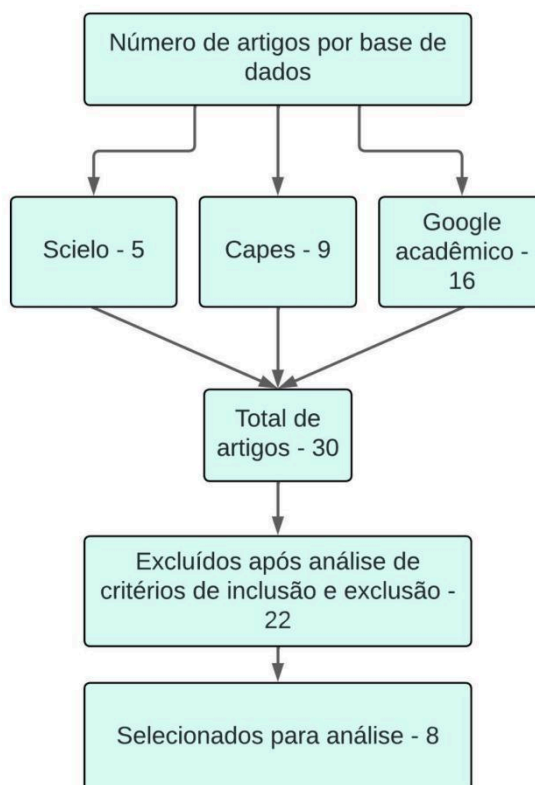 Número de artigos por base de
dados
Scielo - 5
Capes - 9
Google
acadêmico -
16
Total de
artigos - 30
Excluídos após análise de
critérios de inclusão e exclusão -
22
Selecionados para análise - 8